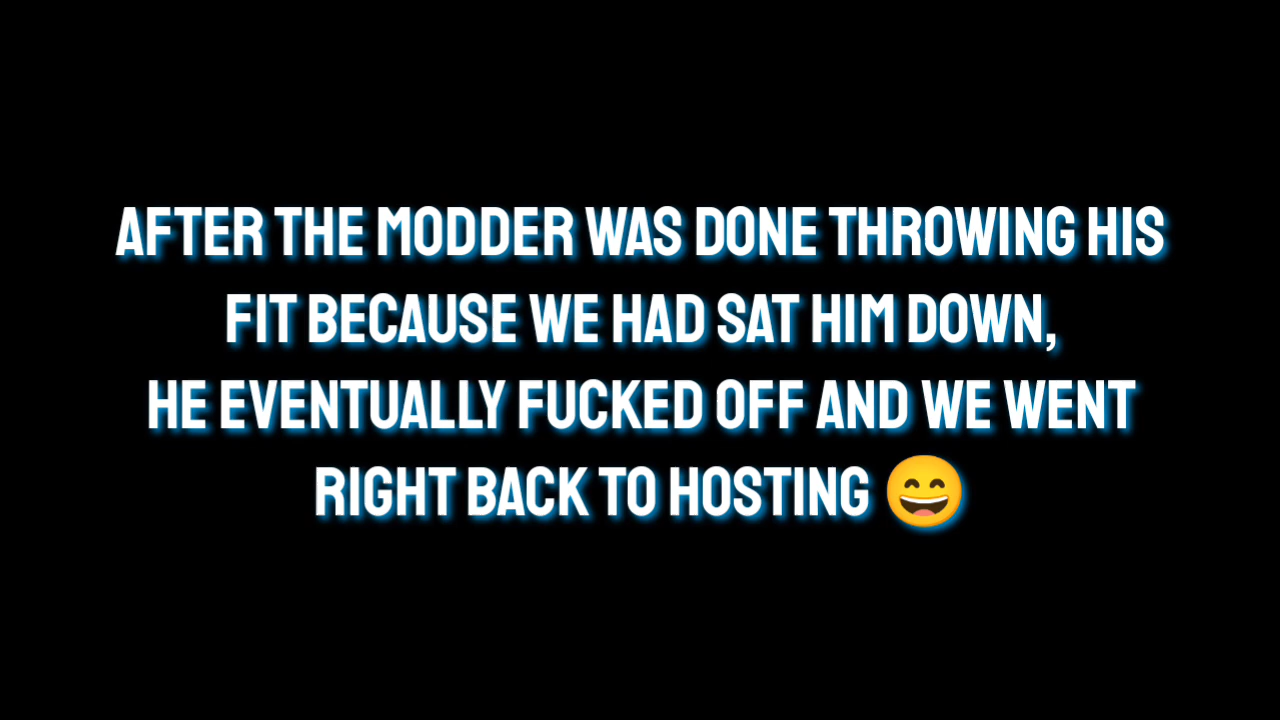 AFTER THE MODDER WAS DONE THROWING HIS
FIT BECAUSE WE HAD SAT HIM DOWN,
HE EVENTUALLY FUCKED OFF AND WE WENT
RIGHT BACK TO HOSTING 😄